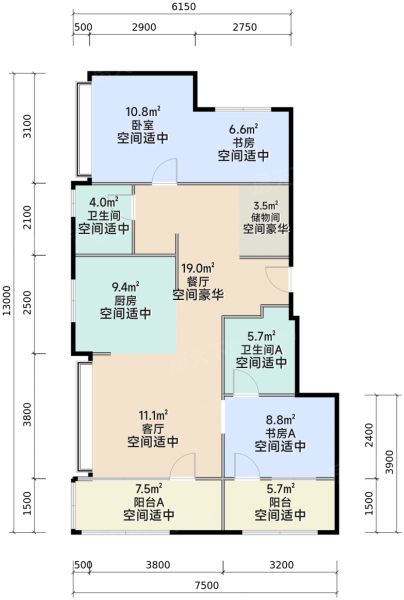 6150
500
2900
2750
3100
2100
2500
13000
3800
1500
10.8㎡
卧室
空间适中
6.6㎡
书房
空间适中
4.0㎡
卫生间
空间适中
3.5㎡
储物间
空间豪华
19.0㎡
餐厅
空间豪华
9.4㎡
厨房
空间适中
5.7㎡
卫生间A
空间适中
11.1㎡
客厅
空间适中
8.8㎡
书房A
空间适中
2400
3900
1500
7.5㎡
阳台A
空间适中
5.7㎡
阳台
空间适中
500
3800
3200
7500